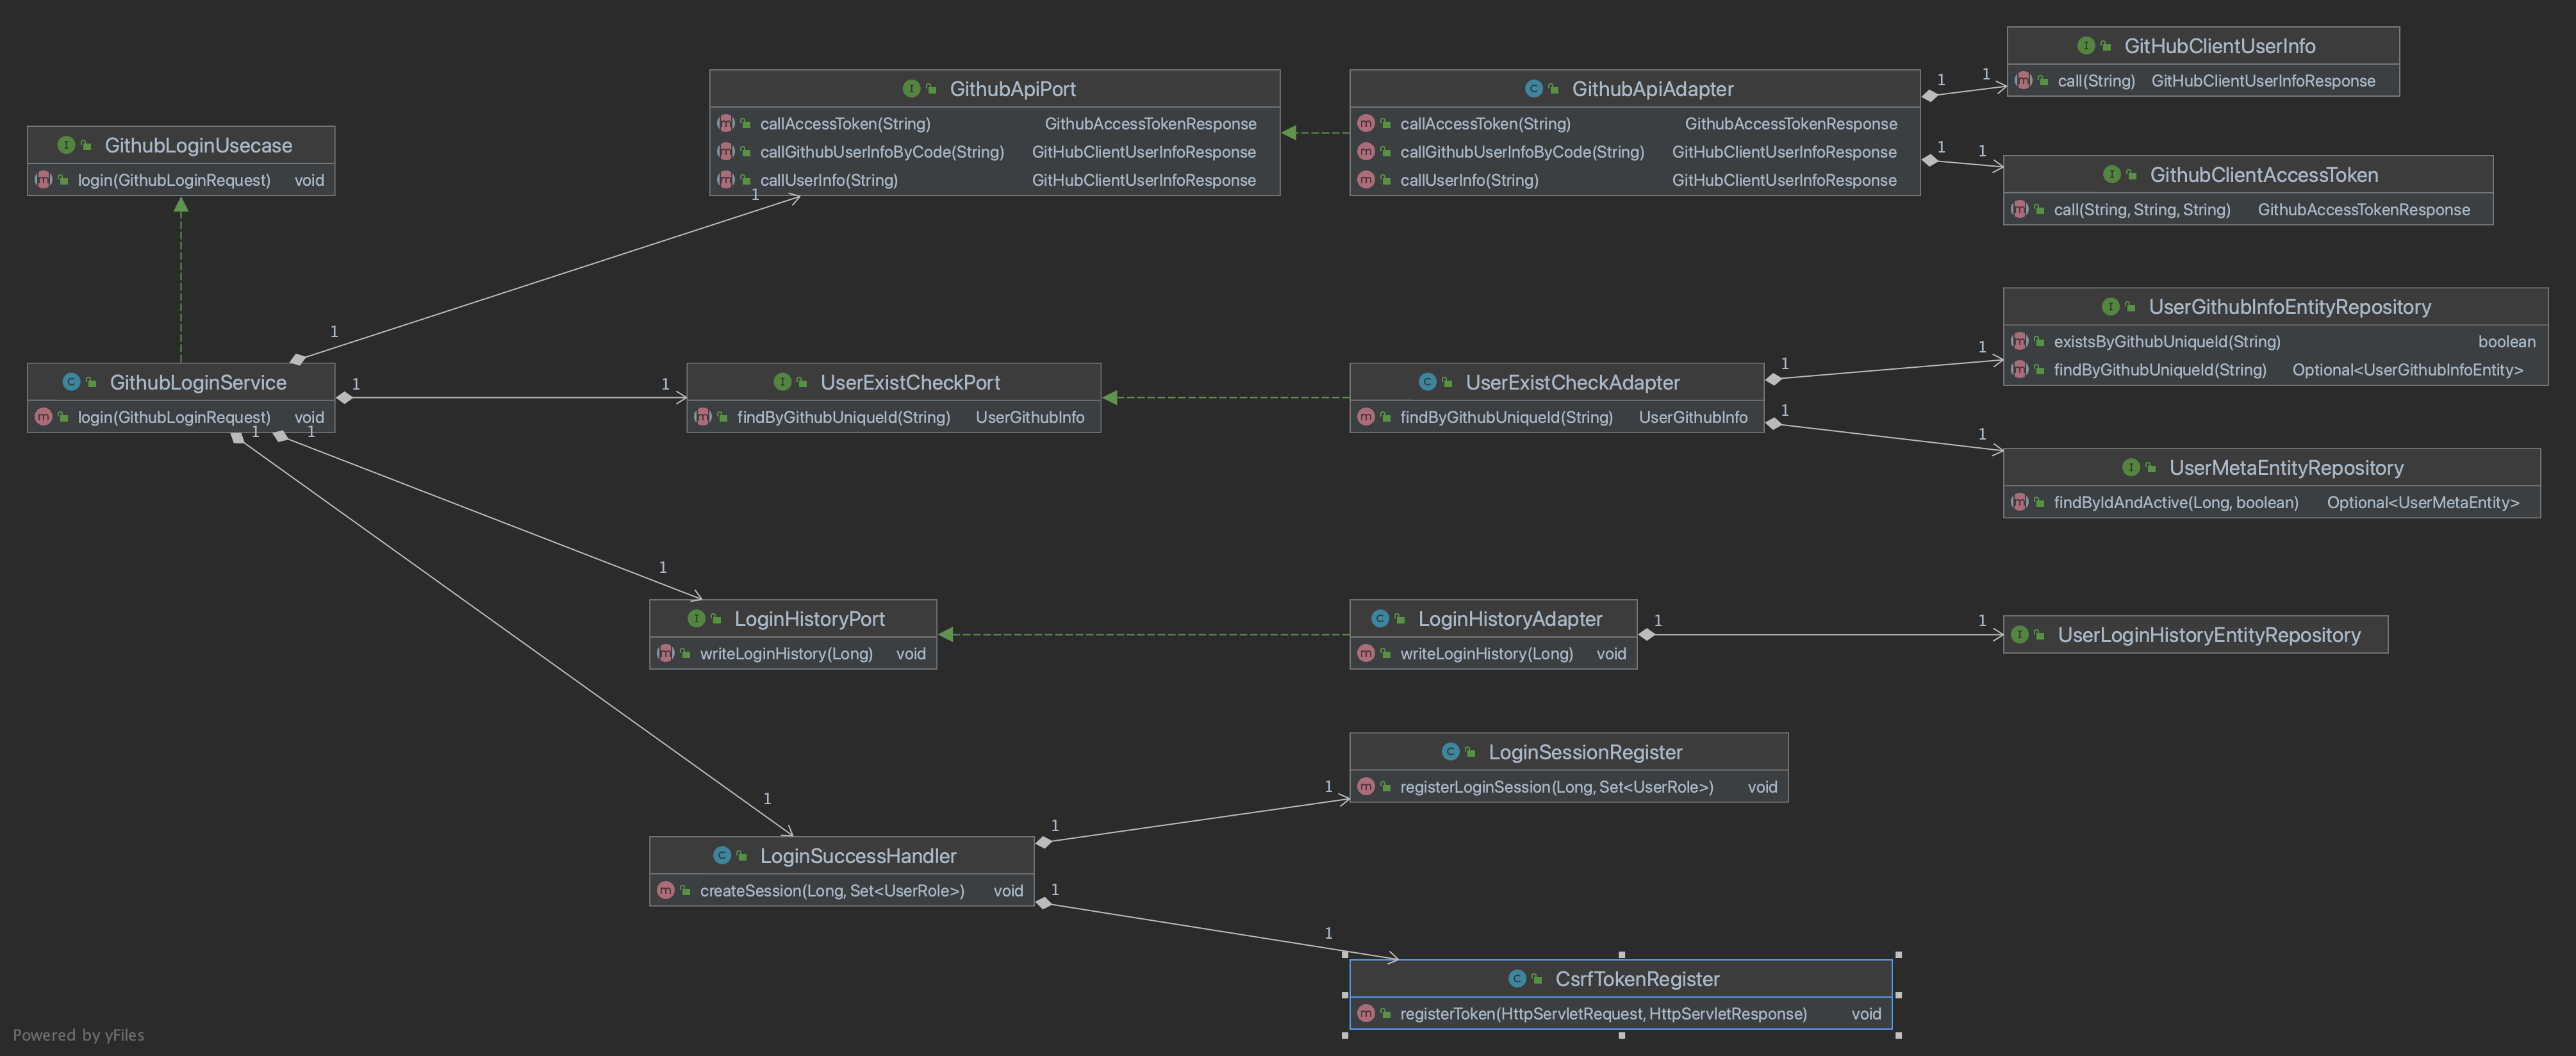 GitHubClientUserInfo
call(String) GitHubClientUserInfoResponse
1 1
GithubApiPort
callAccessToken(String) GithubAccessTokenResponse
callGithubUserInfoByCode(String) GitHubClientUserInfoResponse
callUserInfo(String) GitHubClientUserInfoResponse
1
GithubApiAdapter
callAccessToken(String) GithubAccessTokenResponse
callGithubUserInfoByCode(String) GitHubClientUserInfoResponse
callUserInfo(String) GitHubClientUserInfoResponse
1 1
GithubClientAccessToken
call(String, String, String) GithubAccessTokenResponse
GithubLoginUsecase
login(GithubLoginRequest) void
1
GithubLoginService
login(GithubLoginRequest) void
1 1
1 1
UserExistCheckPort
findByGithubUniqueId(String) UserGithubInfo
UserExistCheckAdapter
findByGithubUniqueId(String) UserGithubInfo
1 1
UserGithubInfoEntityRepository
existsByGithubUniqueId(String) boolean
findByGithubUniqueId(String) Optional<UserGithubInfoEntity>
1 1
UserMetaEntityRepository
findByIdAndActive(Long, boolean) Optional<UserMetaEntity>
1
LoginHistoryPort
writeLoginHistory(Long) void
LoginHistoryAdapter
writeLoginHistory(Long) void
1 1
UserLoginHistoryEntityRepository
LoginSessionRegister
registerLoginSession(Long, Set<UserRole>) void
1
1 1
LoginSuccessHandler
createSession(Long, Set<UserRole>) void
1 1
CsrfTokenRegister
registerToken(HttpServletRequest, HttpServletResponse) void
Powered by yFiles